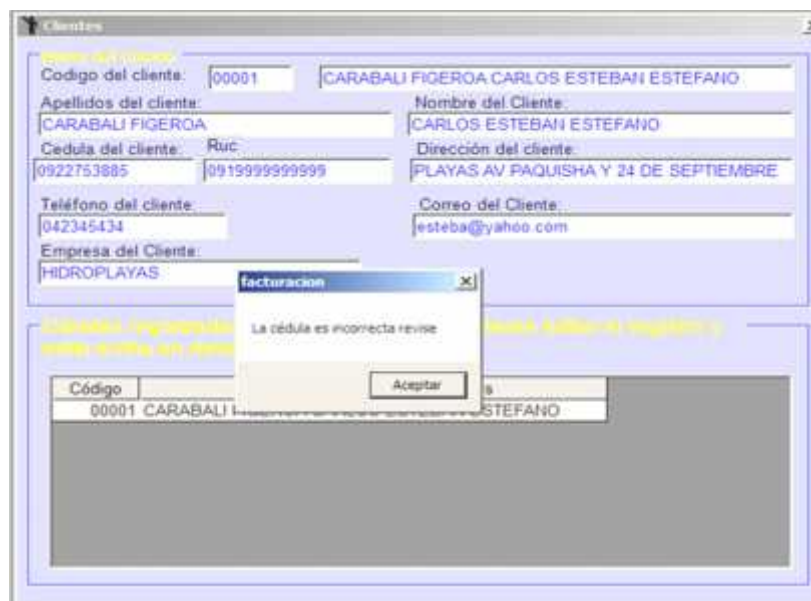 Clientes
Codigo del cliente: 00001 CARABALI FIGEROA CARLOS ESTEBAN ESTEFANO
Apellidos del cliente: Nombre del Cliente:
CARABALI FIGEROA CARLOS ESTEBAN ESTEFANO
Cedula del cliente: Ruc Dirección del cliente:
0922753885 0919999999999 PLAYAS AV PAQUISHA Y 24 DE SEPTIEMBRE
Teléfono del cliente: Correo del Cliente:
042345434 esteba@yahoo.com
Empresa del Cliente:
HIDROPLAYAS
facturacion
La cédula es incorrecta revise
Aceptar
Código s
00001 CARABALI ESTEFANO